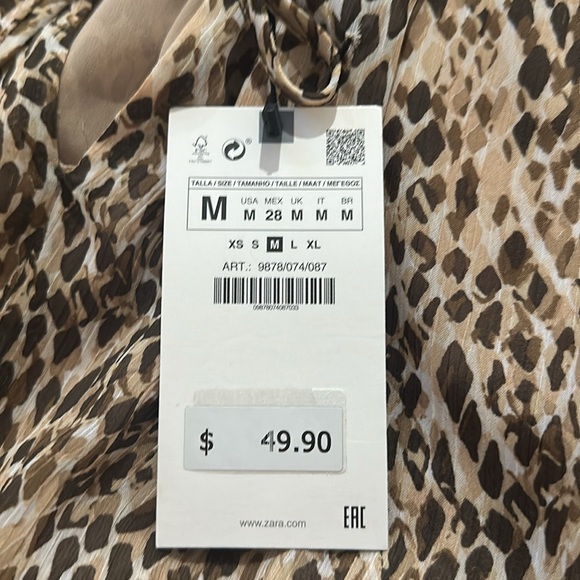 TALLA / SIZE / TAMANHO / TAILLE / MAAT / ΜΕΓΕΘΟΣ
USA MEX UK IT BR
M M 28 M M M
XS S M L XL
ART.: 9878/074/087
$ 49.90
www.zara.com
EAC